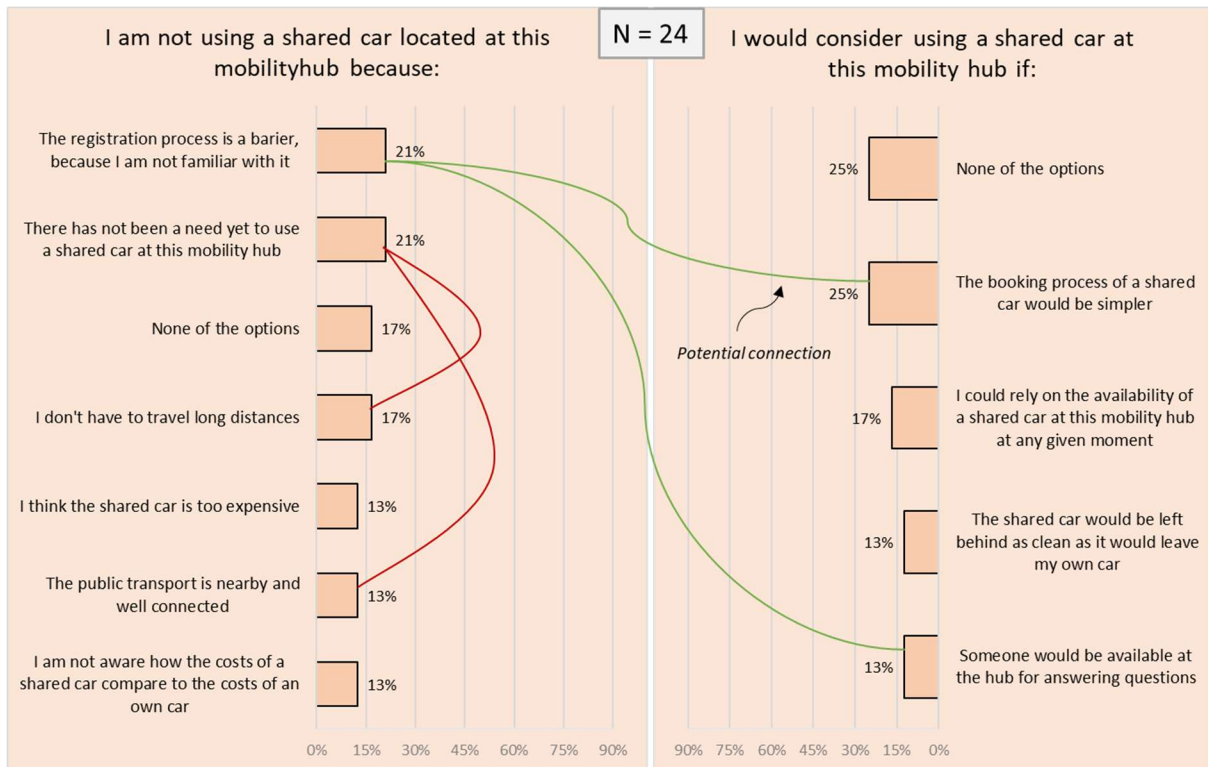 I am not using a shared car located at this
mobilityhub because:
N = 24
I would consider using a shared car at
this mobility hub if:
The registration process is a barier,
because I am not familiar with it
21%
There has not been a need yet to use
a shared car at this mobility hub
21%
None of the options
17%
I don't have to travel long distances
17%
I think the shared car is too expensive
13%
The public transport is nearby and
well connected
13%
I am not aware how the costs of a
shared car compare to the costs of an
own car
13%
0% 15% 30% 45% 60% 75% 90%
25%
None of the options
25%
The booking process of a shared
car would be simpler
Potential connection
17%
I could rely on the availability of
a shared car at this mobility hub
at any given moment
13%
The shared car would be left
behind as clean as it would leave
my own car
13%
Someone would be available at
the hub for answering questions
90% 75% 60% 45% 30% 15% 0%